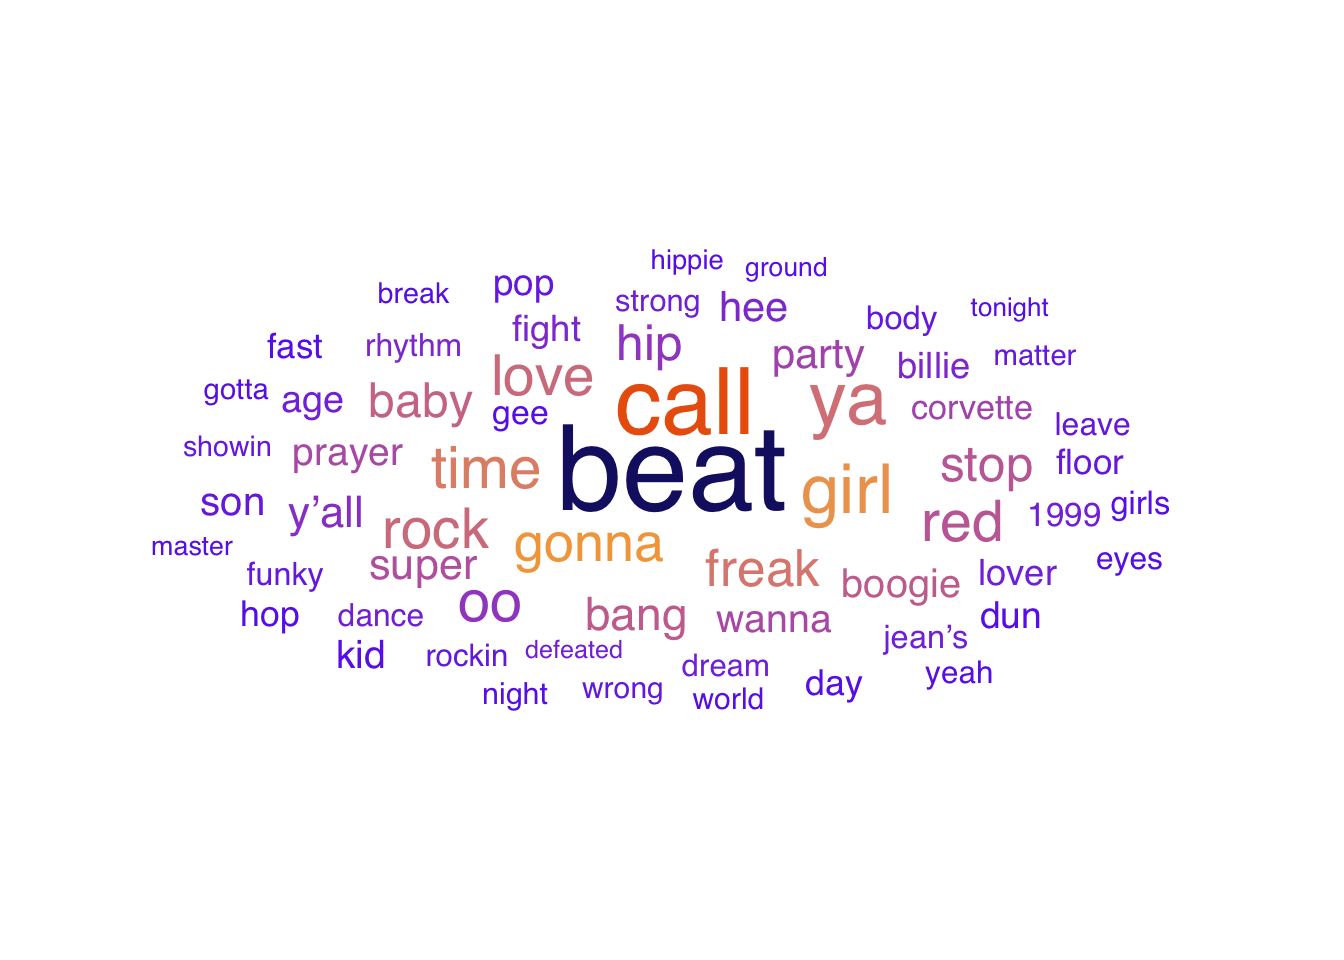 hippie
ground
break
pop
strong
hee
body
tonight
fast
rhythm
fight
hip
party
billie
matter
gotta
age
baby
love
gee
call
ya
corvette
leave
showin
prayer
time
beat
girl
stop
floor
son
y’all
rock
gonna
red
1999
girls
master
funky
super
freak
boogie
lover
eyes
hop
dance
oo
bang
wanna
jean’s
dun
kid
rockin
defeated
dream
day
yeah
night
wrong
world